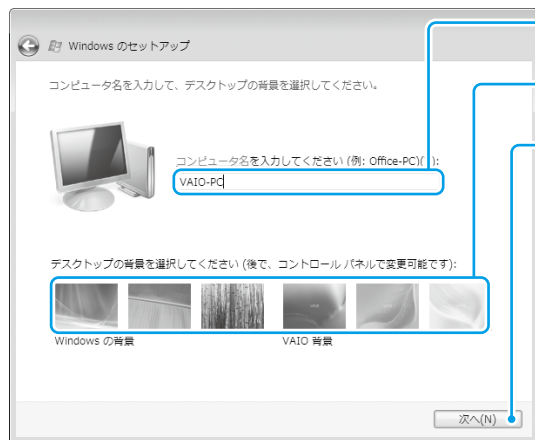 Windows のセットアップ
コンピュータ名を入力して、デスクトップの背景を選択してください。
コンピュータ名を入力してください (例: Office-PC)( ):
VAIO-PC
デスクトップの背景を選択してください (後で、コントロール パネルで変更可能です):
Windows の背景
VAIO 背景
次へ(N)